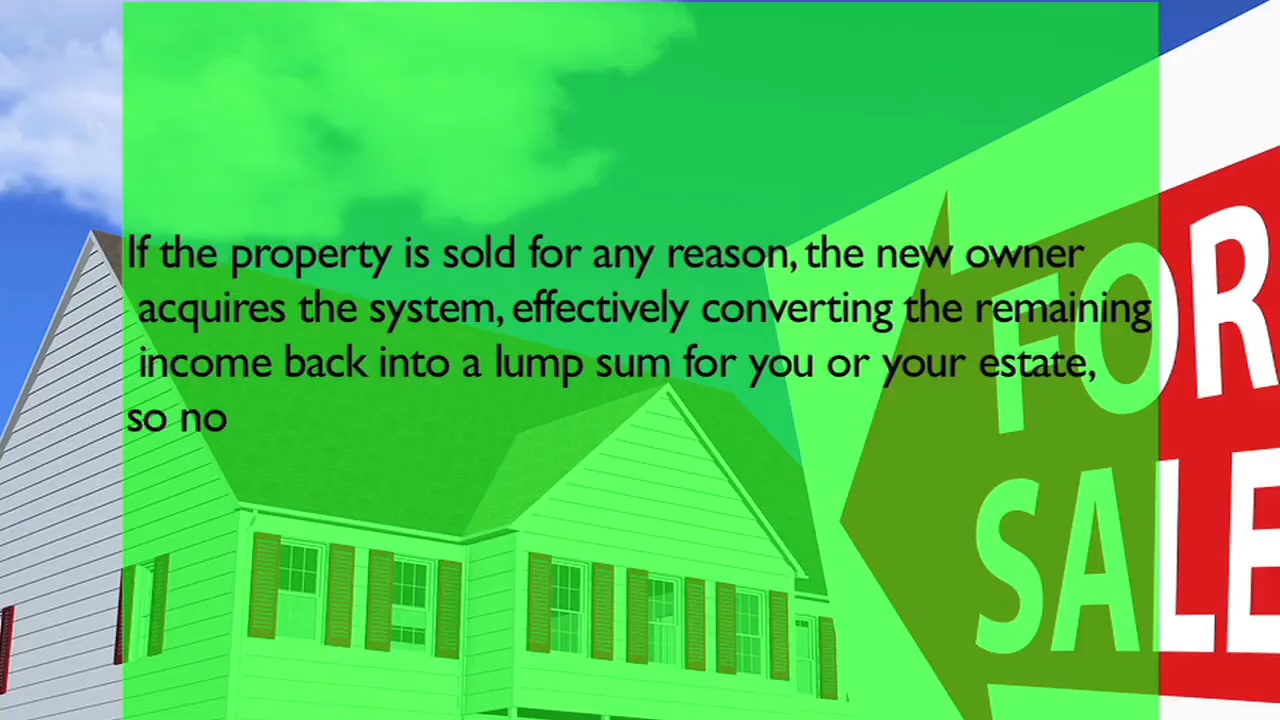 If the property is sold for any reason, the new owner
acquires the system, effectively converting the remaining
income back into a lump sum for you or your estate,
so no
FOR
SALE